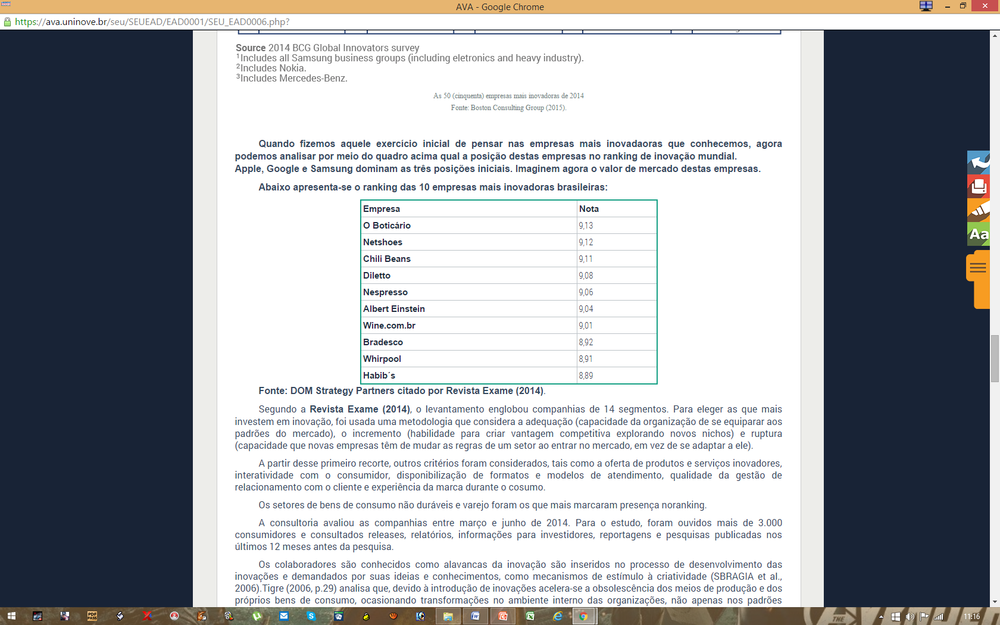 AVA - Google Chrome
https://ava.uninove.br/seu/SEUEAD/EAD0001/SEU_EAD0006.php?
Source 2014 BCG Global Innovators survey
¹Includes all Samsung business groups (including eletronics and heavy industry).
²Includes Nokia.
³Includes Mercedes-Benz.
As 50 (cinquenta) empresas mais inovadoras de 2014
Fonte: Boston Consulting Group (2015).
Quando fizemos aquele exercício inicial de pensar nas empresas mais inovadaoras que conhecemos, agora
podemos analisar por meio do quadro acima qual a posição destas empresas no ranking de inovação mundial.
Apple, Google e Samsung dominam as três posições iniciais. Imaginem agora o valor de mercado destas empresas.
Abaixo apresenta-se o ranking das 10 empresas mais inovadoras brasileiras:
Empresa Nota
O Boticário 9,13
Netshoes 9,12
Chili Beans 9,11
Diletto 9,08
Nespresso 9,06
Albert Einstein 9,04
Wine.com.br 9,01
Bradesco 8,92
Whirpool 8,91
Habib´s 8,89
Fonte: DOM Strategy Partners citado por Revista Exame (2014).
Segundo a Revista Exame (2014), o levantamento englobou companhias de 14 segmentos. Para eleger as que mais
investem em inovação, foi usada uma metodologia que considera a adequação (capacidade da organização de se equiparar aos
padrões do mercado), o incremento (habilidade para criar vantagem competitiva explorando novos nichos) e ruptura
(capacidade que novas empresas têm de mudar as regras de um setor ao entrar no mercado, em vez de se adaptar a ele).
A partir desse primeiro recorte, outros critérios foram considerados, tais como a oferta de produtos e serviços inovadores,
interatividade com o consumidor, disponibilização de formatos e modelos de atendimento, qualidade da gestão de
relacionamento com o cliente e experiência da marca durante o cosumo.
Os setores de bens de consumo não duráveis e varejo foram os que mais marcaram presença noranking.
A consultoria avaliou as companhias entre março e junho de 2014. Para o estudo, foram ouvidos mais de 3.000
consumidores e consultados releases, relatórios, informações para investidores, reportagens e pesquisas publicadas nos
últimos 12 meses antes da pesquisa.
Os colaboradores são conhecidos como alavancas da inovação são inseridos no processo de desenvolvimento das
inovações e demandados por suas ideias e conhecimentos, como mecanismos de estímulo à criatividade (SBRAGIA et al.,
2006).Tigre (2006, p.29) analisa que, devido à introdução de inovações acelera-se a obsolescência dos meios de produção e dos
próprios bens de consumo, ocasionando transformações no ambiente interno das organizações, não apenas nos padrões
Aa
PDF
PASS
THE
11:16